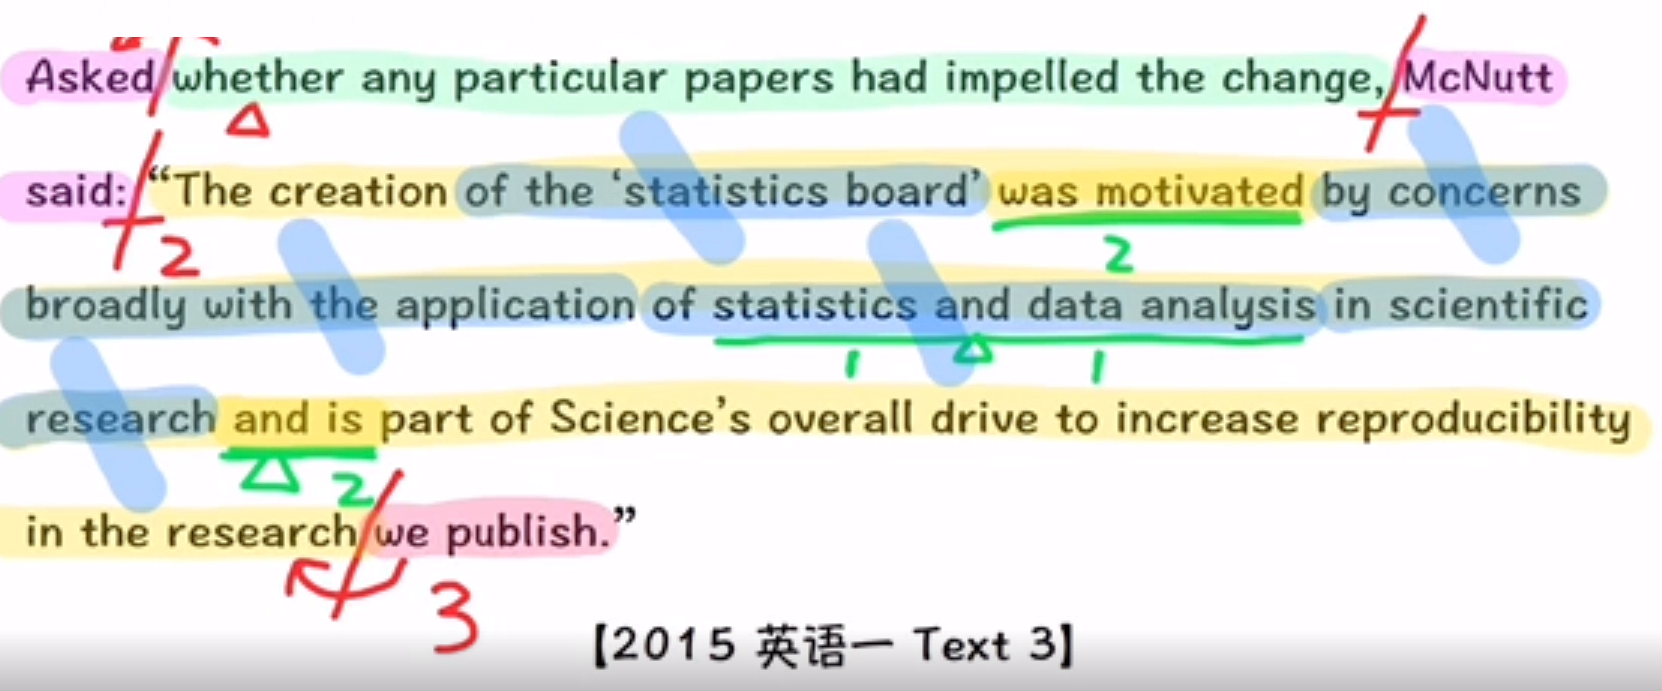 Asked whether any particular papers had impelled the change, McNutt
said: “The creation of the ‘statistics board’ was motivated by concerns
2
2
broadly with the application of statistics and data analysis in scientific
1 1
research and is part of Science’s overall drive to increase reproducibility
2
in the research we publish.”
3
【2015 英语一 Text 3】